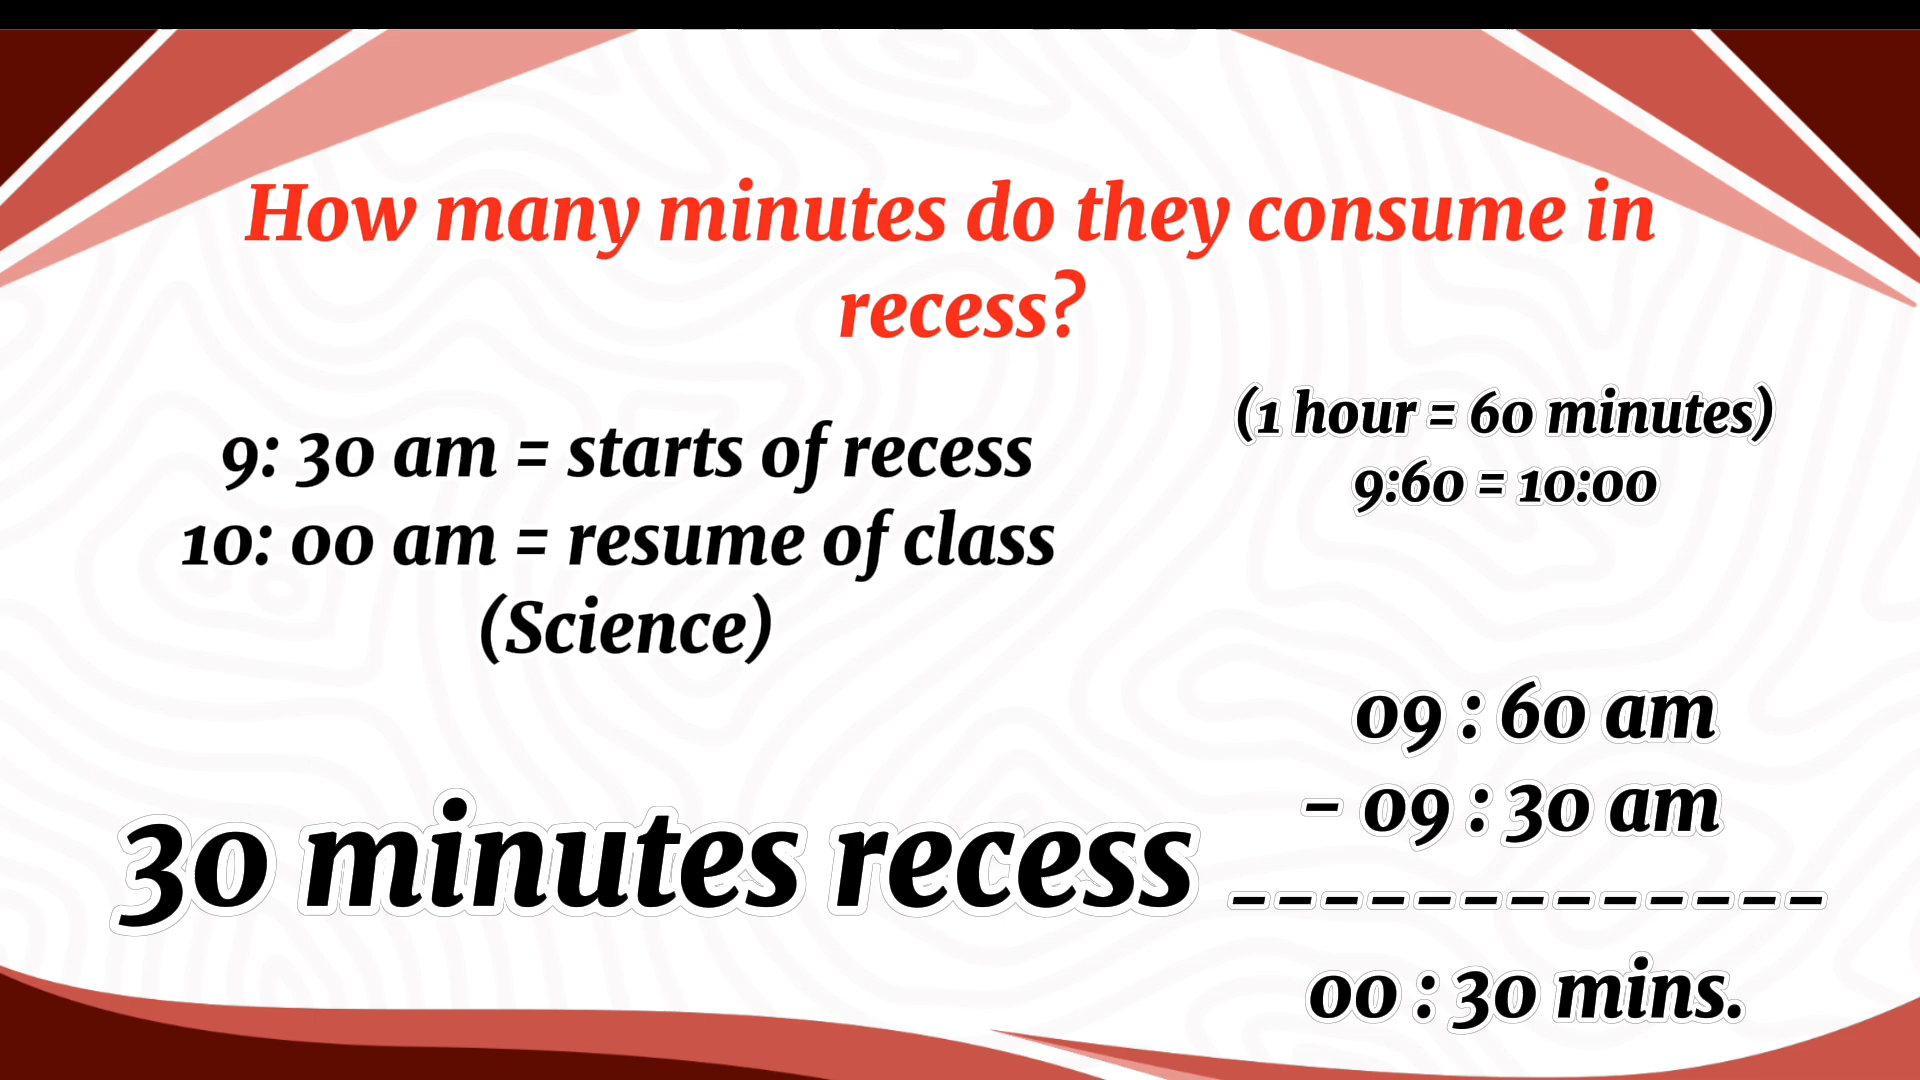 How many minutes do they consume in
recess?
9: 30 am = starts of recess
10: 00 am = resume of class
(Science)
(1 hour = 60 minutes)
9:60 = 10:00
09 : 60 am
– 09 : 30 am
– – – – – – – – – – – – –
00 : 30 mins.
30 minutes recess